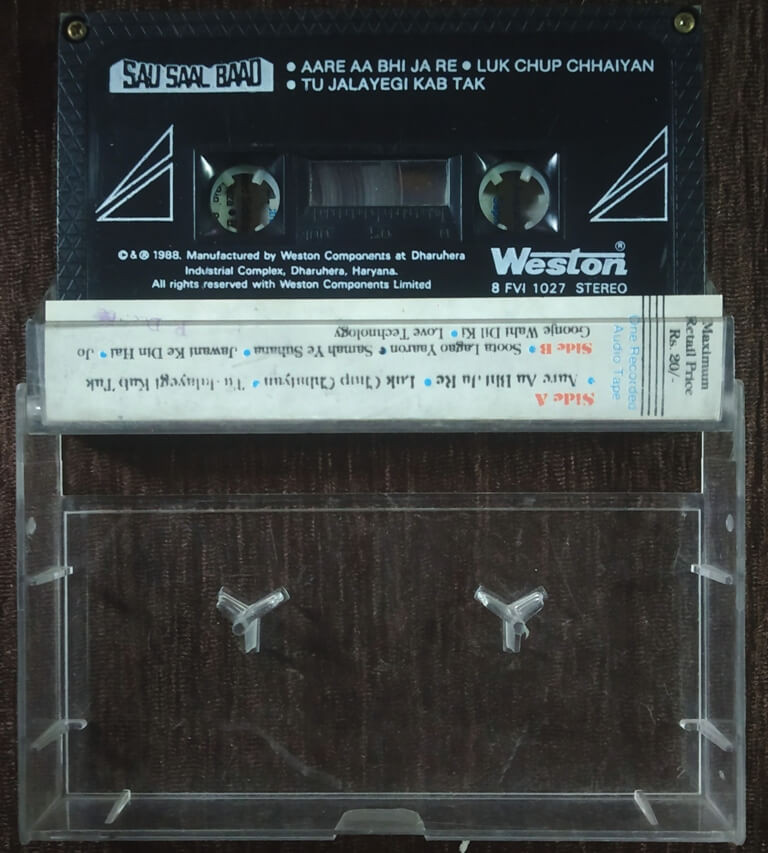 SAU SAAL BAAD
• AARE AA BHI JA RE • LUK CHUP CHHAIYAN
• TU JALAYEGI KAB TAK
© & ℗ 1988. Manufactured by Weston Components at Dharuhera
Industrial Complex, Dharuhera, Haryana.
All rights reserved with Weston Components Limited
Weston®
8 FVI 1027 STEREO
Side A
• Aare Aa Bhi Ja Re • Luk Chup Chhaiyan • Tu Jalayegi Kab Tak
Side B • Soota Lagao Yaaron • Samah Ye Suhana • Jawani Ke Din Hai • Jo
Goonje Wahi Dil Ki • Love Technology
One Recorded
Audio Tape
Maximum
Retail Price
Rs. 20/-